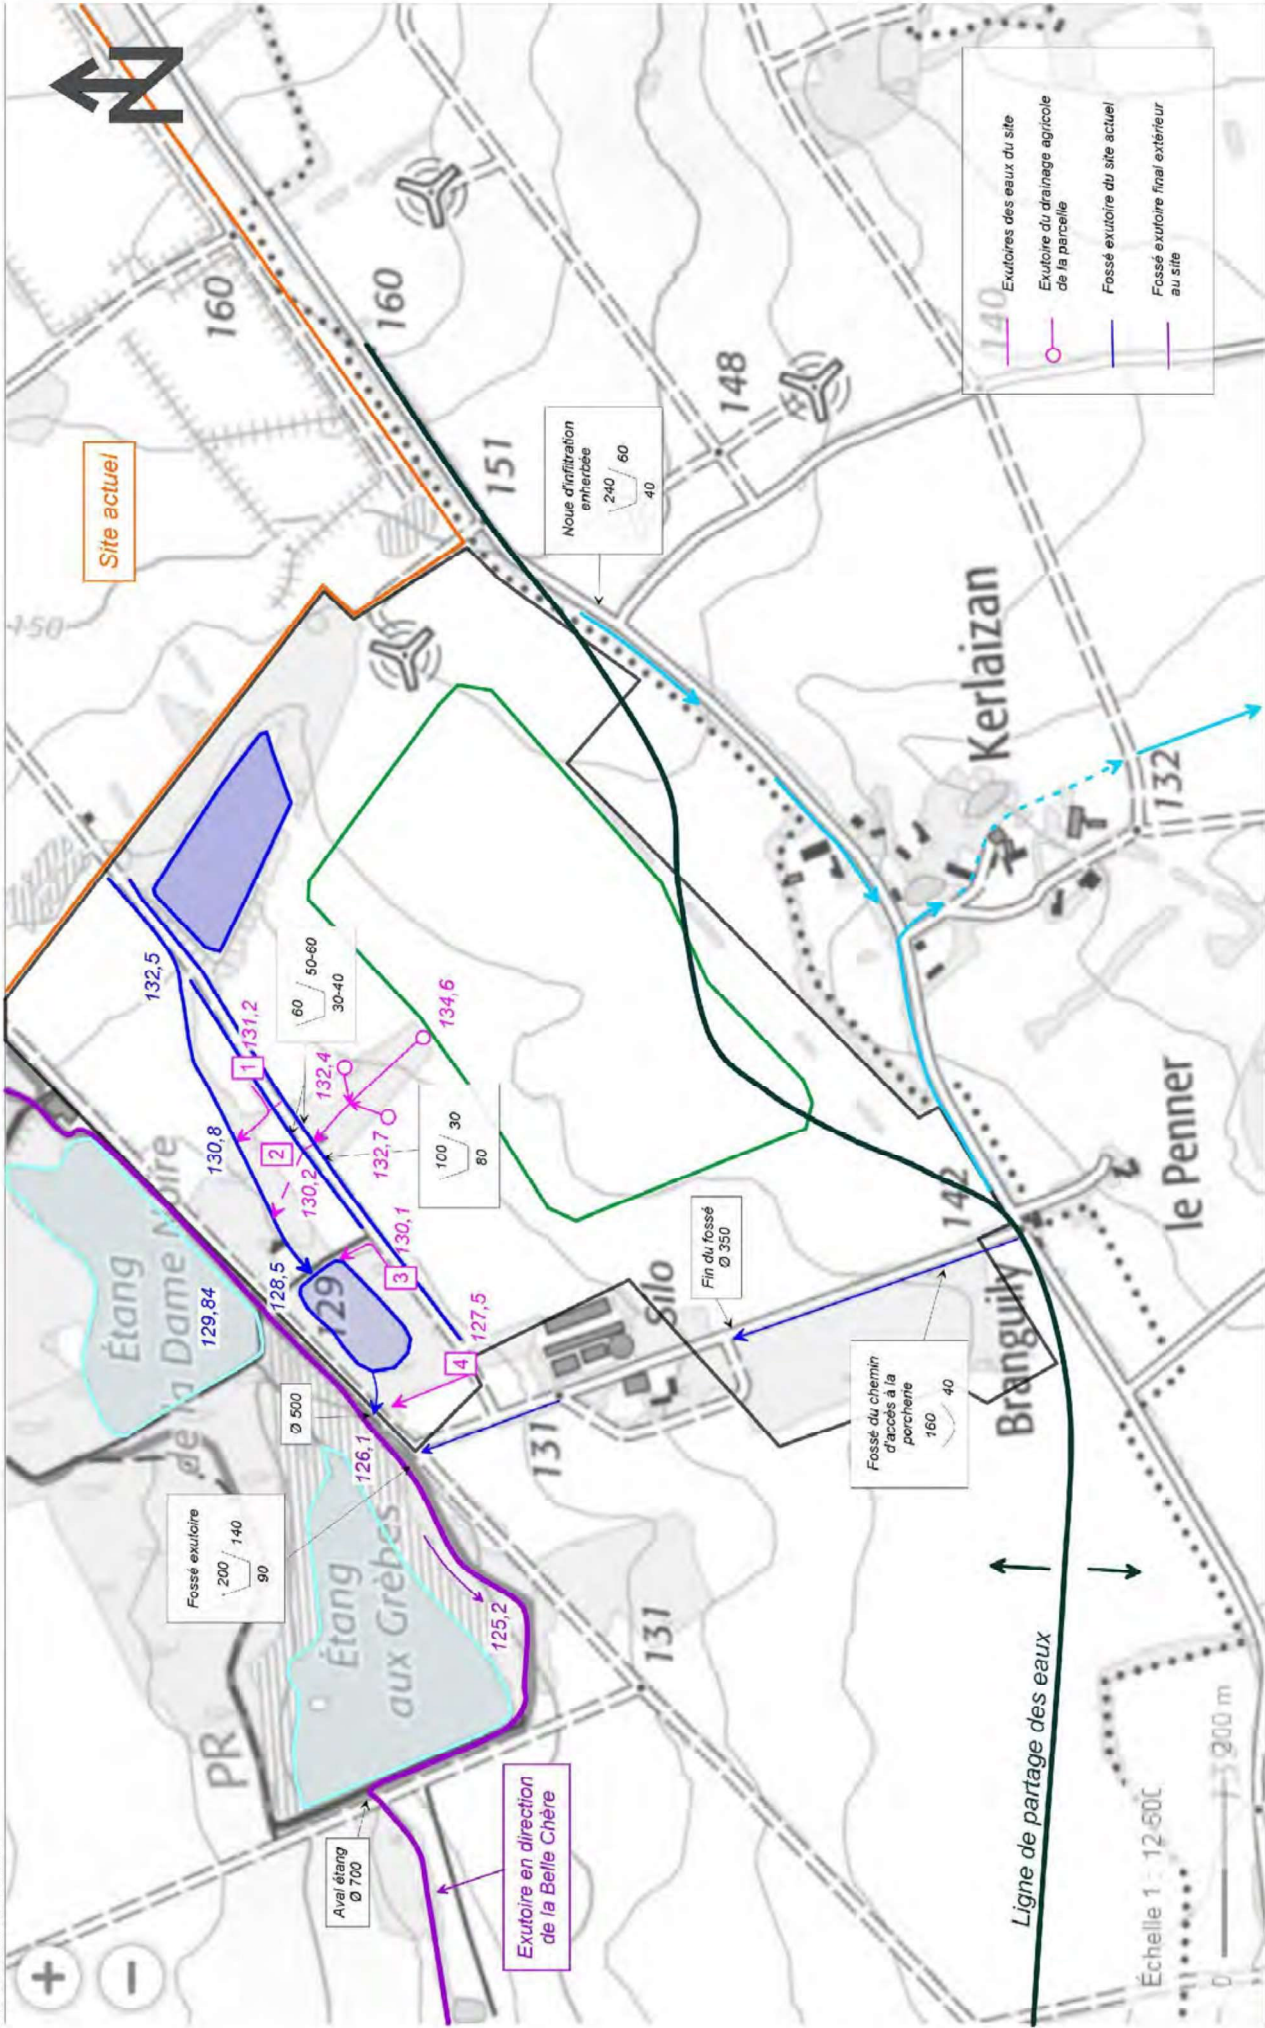 N
Site actuel
160
160
150
151
148
140
Exutoires des eaux du site
Exutoire du drainage agricole
de la parcelle
Fossé exutoire du site actuel
Fossé exutoire final extérieur
au site
Noue d'infiltration
enherbée
240
60
40
Kerlaizan
132
132,5
131,2
1
60
50-60
30-40
134,6
132,4
132,7
130,8
2
130,2
100
30
80
130,1
3
128,5
129
127,5
4
Étang
de la Dame Noire
129,84
Ø 500
126,1
Silo
131
Fin du fossé
Ø 350
142
le Penner
Branguily
Fossé du chemin
d'accès à la
porcherie
160
40
Fossé exutoire
200
140
90
Étang
aux Grèbes
125,2
131
PR
Aval étang
Ø 700
Exutoire en direction
de la Belle Chère
Ligne de partage des eaux
Échelle 1 : 12 500
0
200 m
+
−